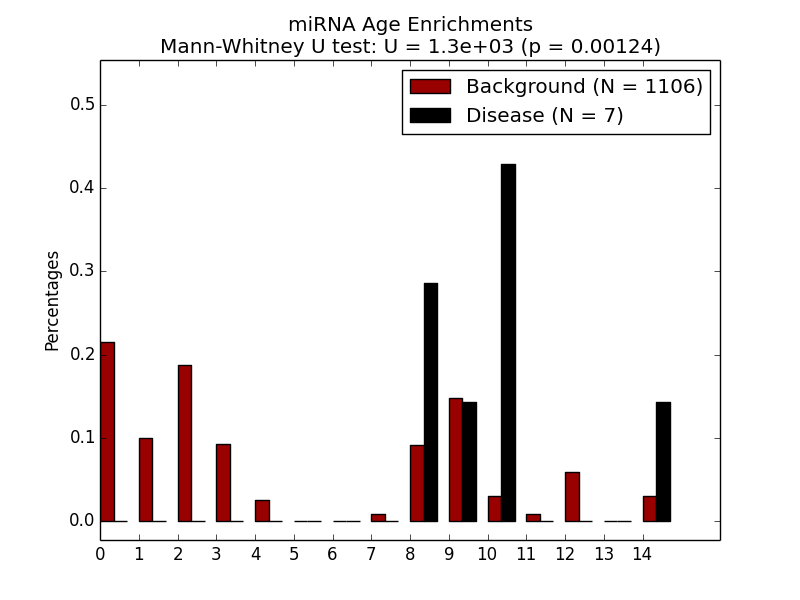 miRNA Age Enrichments
Mann-Whitney U test: U = 1.3e+03 (p = 0.00124)
Background (N = 1106)
Disease (N = 7)
Percentages
0.5
0.4
0.3
0.2
0.1
0.0
0 1 2 3 4 5 6 7 8 9 10 11 12 13 14